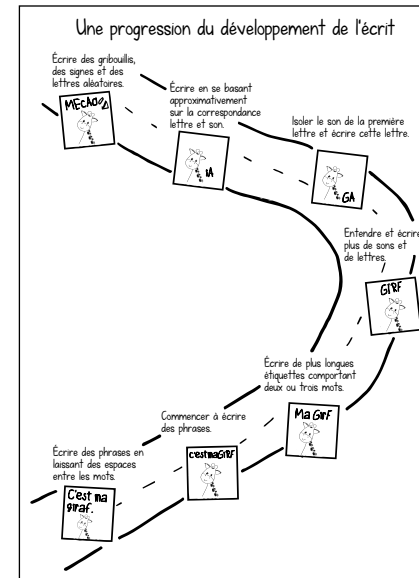 Une progression du développement de l'écrit
Écrire des gribouillis,
des signes et des
lettres aléatoires.
Écrire en se basant
approximativement
sur la correspondance
lettre et son.
Isoler le son de la première
lettre et écrire cette lettre.
iA
GA
Entendre et écrire
plus de sons et
de lettres.
GIRF
Écrire de plus longues
étiquettes comportant
deux ou trois mots.
Ma GirF
Commencer à écrire
des phrases.
c'estmaGIRF
Écrire des phrases en
laissant des espaces
entre les mots.
C'est ma
giraf.